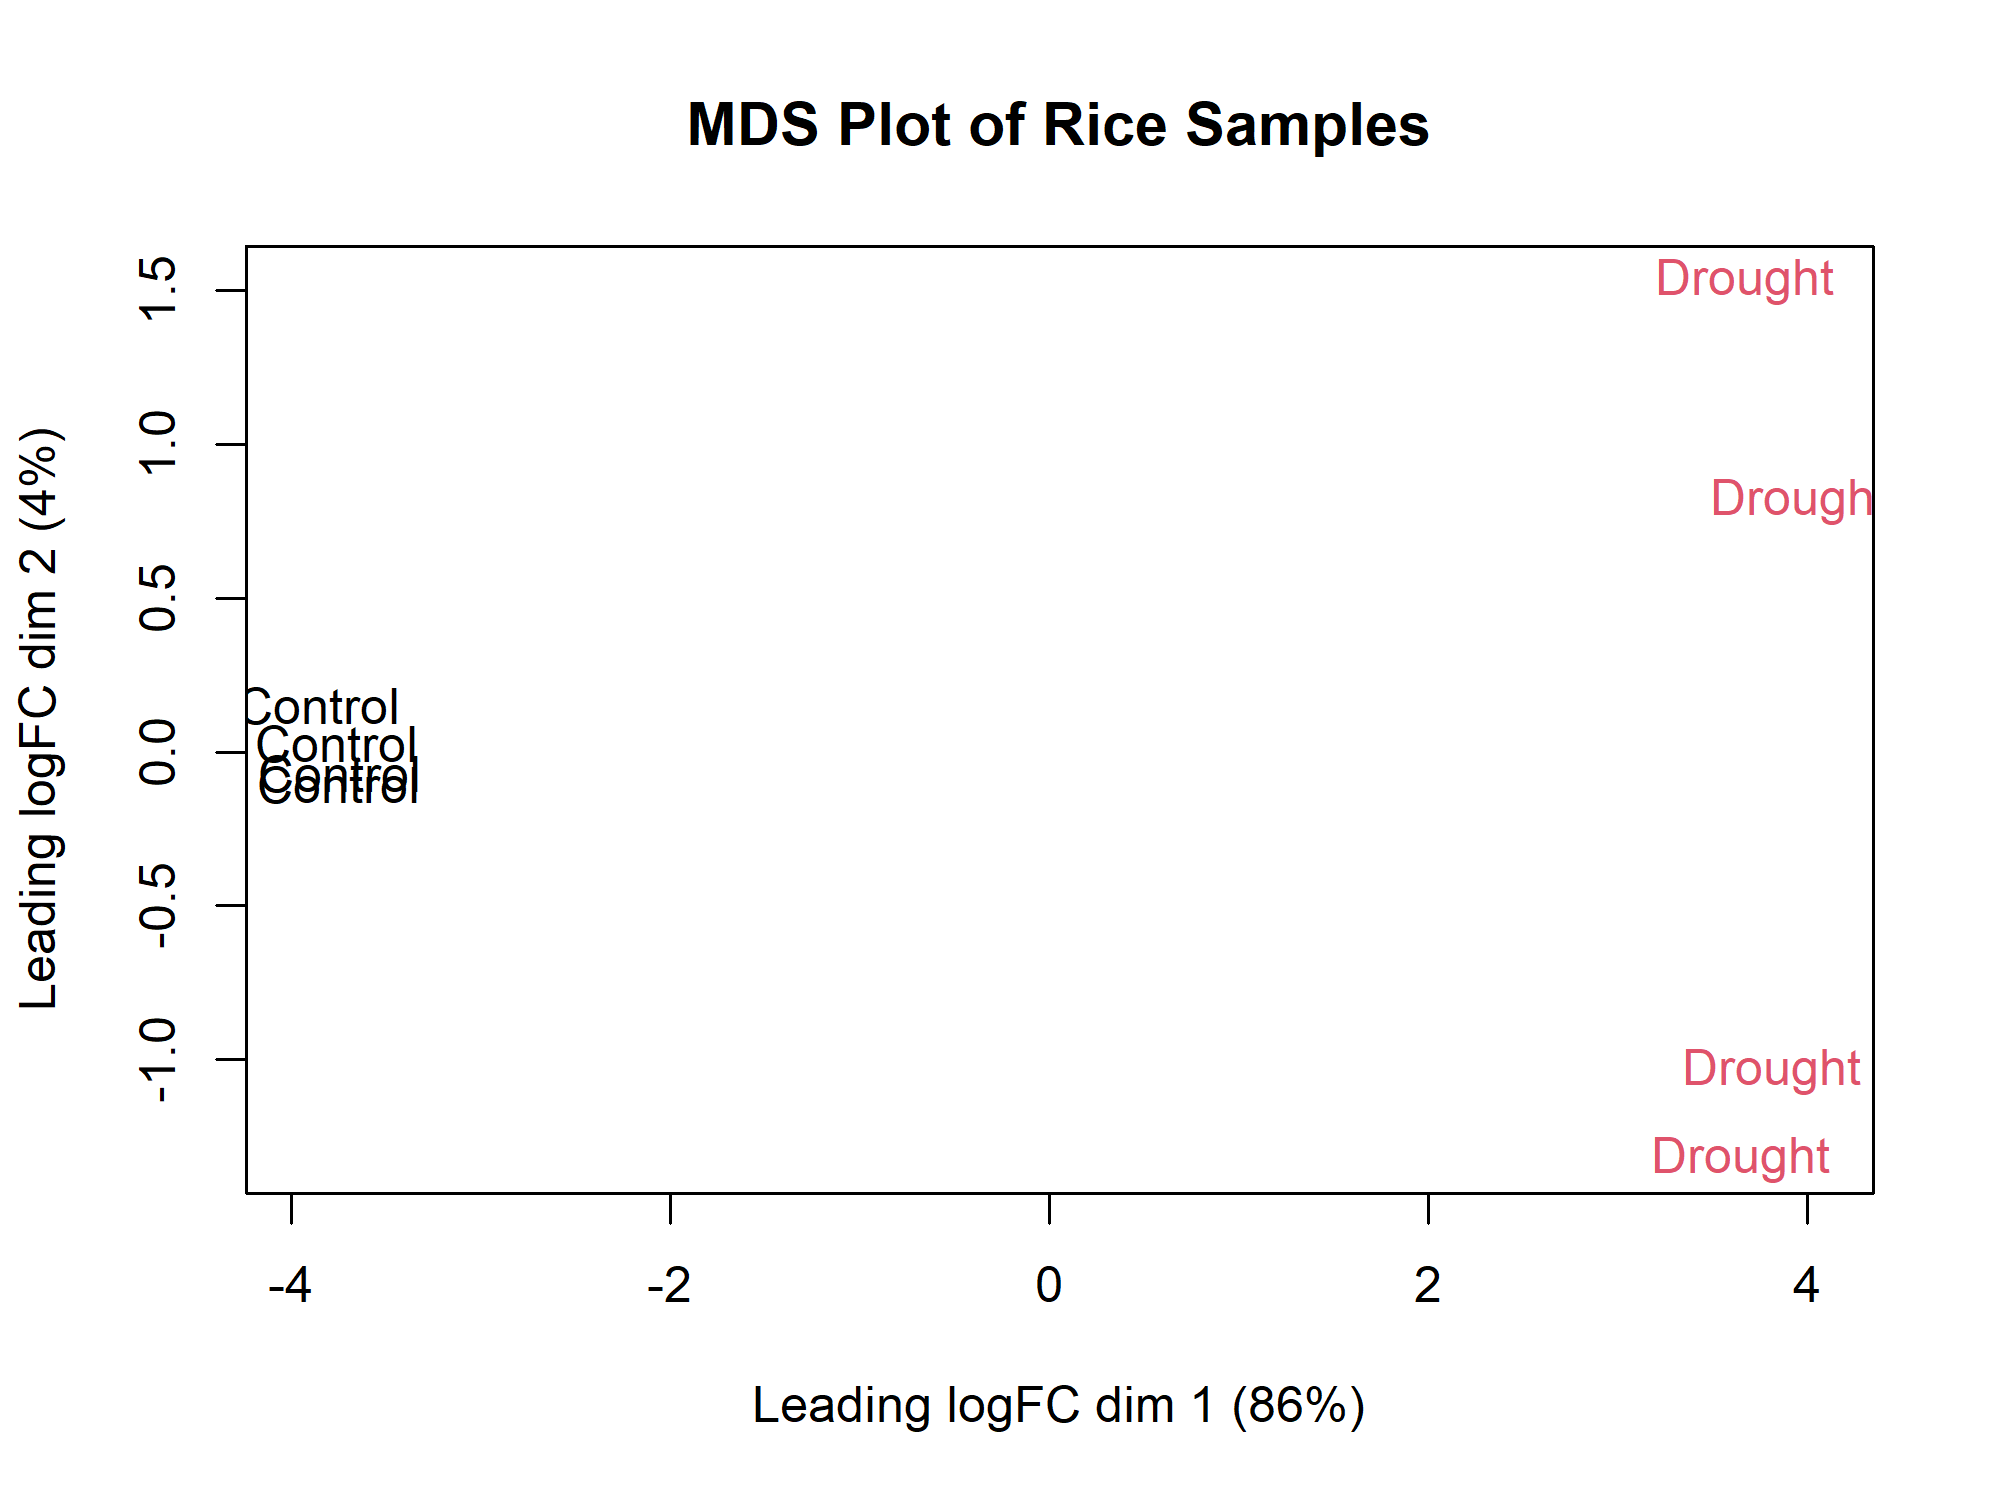 MDS Plot of Rice Samples
Leading logFC dim 2 (4%)
1.5
1.0
0.5
0.0
-0.5
-1.0
Drought
Drough
Control
Control
Control
Control
Drought
Drought
-4 -2 0 2 4
Leading logFC dim 1 (86%)